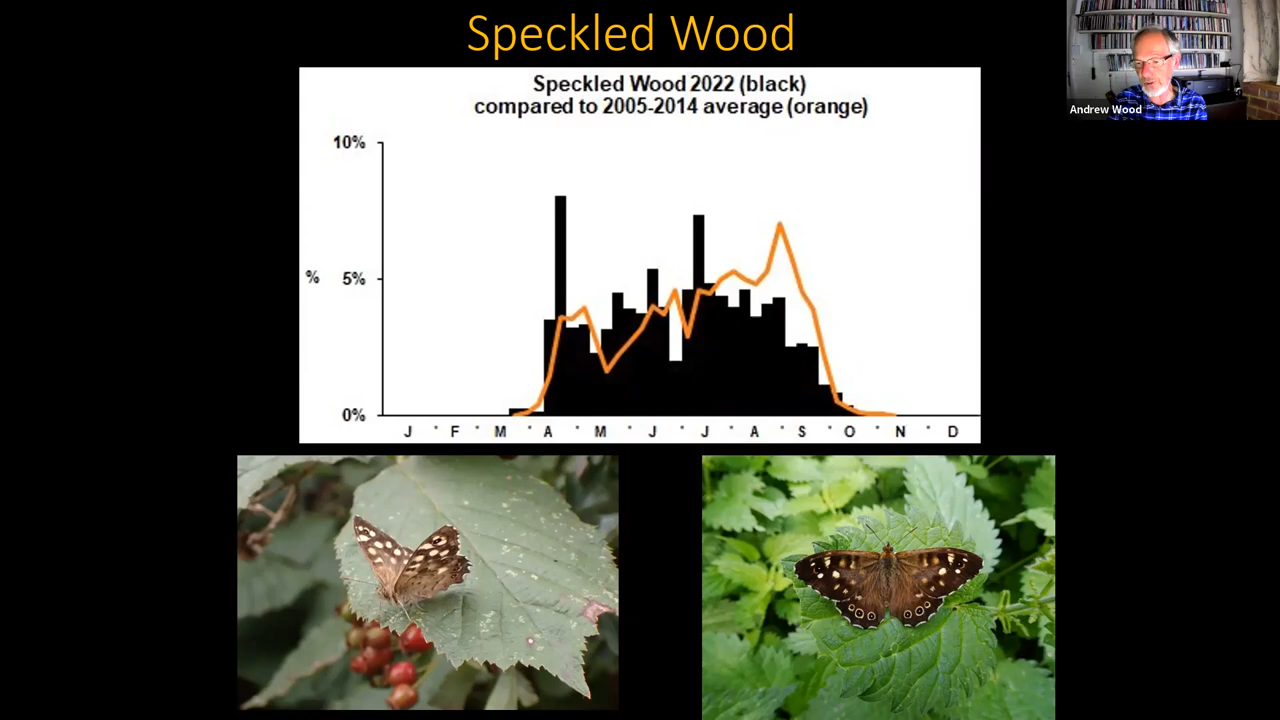 Speckled Wood
Andrew Wood
Speckled Wood 2022 (black)
compared to 2005-2014 average (orange)
10%
%
5%
0%
J F M A M J J A S O N D